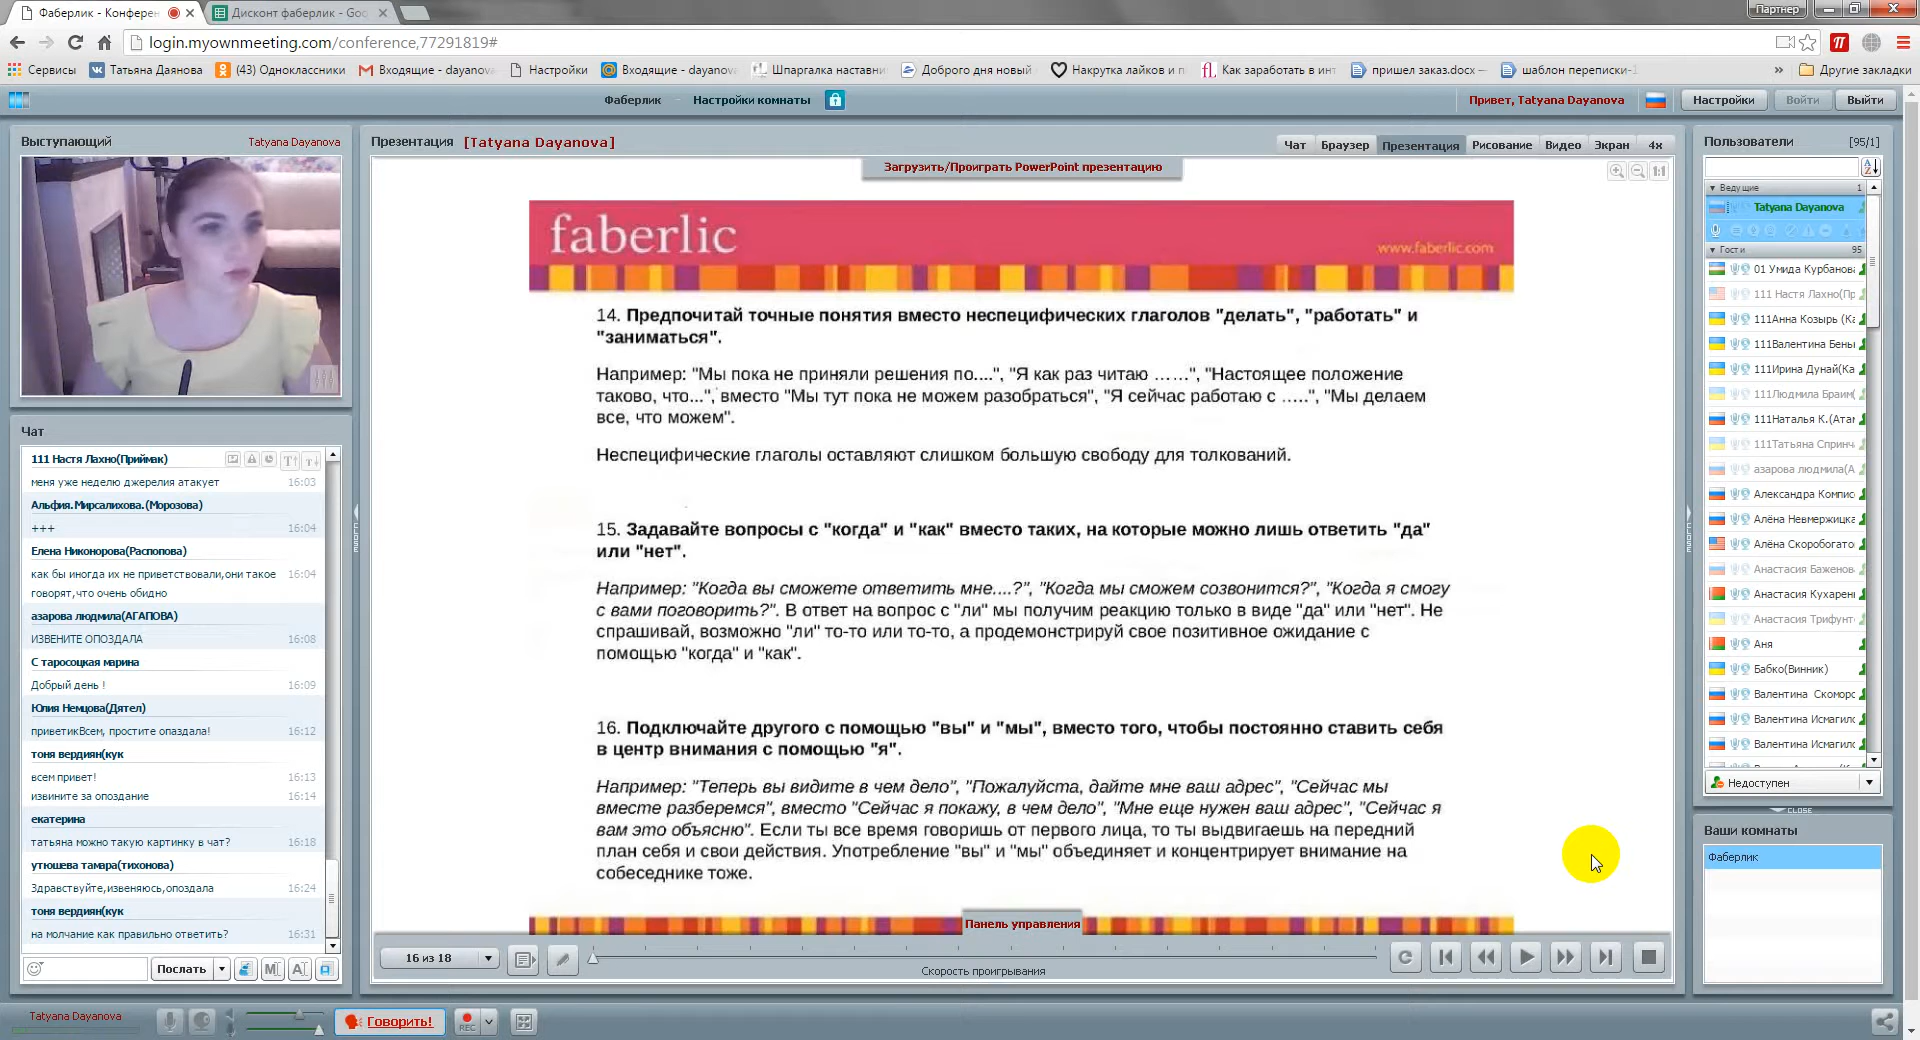 Фаберлик - Конферен
Дисконт фаберлик - Goo
Партнер
login.myownmeeting.com/conference,77291819#
Сервисы
Татьяна Даянова
(43) Одноклассники
Входящие - dayanova
Настройки
Входящие - dayanova
Шпаргалка наставни
Доброго дня новый
Накрутка лайков и п
Как заработать в инт
пришел заказ.docx –
шаблон переписки-
»
Другие закладки
Фаберлик
Настройки комнаты
Привет, Tatyana Dayanova
Настройки
Войти
Выйти
Выступающий
Tatyana Dayanova
Чат
111 Настя Лахно(Приймак)
меня уже неделю джерелия атакует 16:03
Альфия.Мирсалихова.(Морозова)
+++ 16:04
Елена Никонорова(Распопова)
как бы иногда их не приветствовали,они такое 16:04
говорят,что очень обидно
азарова людмила(АГАПОВА)
ИЗВЕНИТЕ ОПОЗДАЛА 16:08
С таросоцкая марина
Добрый день ! 16:09
Юлия Немцова(Дятел)
приветикВсем, простите опаздала! 16:12
тоня вердиян(кук
всем привет! 16:13
извините за опоздание 16:14
екатерина
татьяна можно такую картинку в чат? 16:18
утюшева тамара(тихонова)
Здравствуйте,извеняюсь,опоздала 16:24
тоня вердиян(кук
на молчание как правильно ответить? 16:31
Послать
Tatyana Dayanova
Говорить!
REC
CLOSE
Презентация [Tatyana Dayanova]
Чат Браузер Презентация Рисование Видео Экран 4x
Загрузить/Проиграть PowerPoint презентацию
1:1
faberlic
www.faberlic.com
14. Предпочитай точные понятия вместо неспецифических глаголов "делать", "работать" и
"заниматься".
Например: "Мы пока не приняли решения по....", "Я как раз читаю ……", "Настоящее положение
таково, что...", вместо "Мы тут пока не можем разобраться", "Я сейчас работаю с …..", "Мы делаем
все, что можем".
Неспецифические глаголы оставляют слишком большую свободу для толкований.
15. Задавайте вопросы с "когда" и "как" вместо таких, на которые можно лишь ответить "да"
или "нет".
Например: "Когда вы сможете ответить мне....?", "Когда мы сможем созвонится?", "Когда я смогу
с вами поговорить?". В ответ на вопрос с "ли" мы получим реакцию только в виде "да" или "нет". Не
спрашивай, возможно "ли" то-то или то-то, а продемонстрируй свое позитивное ожидание с
помощью "когда" и "как".
16. Подключайте другого с помощью "вы" и "мы", вместо того, чтобы постоянно ставить себя
в центр внимания с помощью "я".
Например: "Теперь вы видите в чем дело", "Пожалуйста, дайте мне ваш адрес", "Сейчас мы
вместе разберемся", вместо "Сейчас я покажу, в чем дело", "Мне еще нужен ваш адрес", "Сейчас я
вам это объясню". Если ты все время говоришь от первого лица, то ты выдвигаешь на передний
план себя и свои действия. Употребление "вы" и "мы" объединяет и концентрирует внимание на
собеседнике тоже.
Панель управления
16 из 18
Скорость проигрывания
CLOSE
Пользователи [95/1]
Ведущие 1
Tatyana Dayanova
Гости 95
01 Умида Курбанова
111 Настя Лахно(Пр
111Анна Козырь (Ка
111Валентина Бень
111Ирина Дунай(Ка
111Людмила Браим(
111Наталья К.(Атам
111Татьяна Спринч
азарова людмила(А
Александра Компис
Алёна Невмержицка
Алёна Скоробогато
Анастасия Баженов
Анастасия Кухарен
Анастасия Трифунт
Аня
Бабко(Винник)
Валентина Скоморо
Валентина Исмагило
Валентина Исмагило
Недоступен
CLOSE
Ваши комнаты
Фаберлик